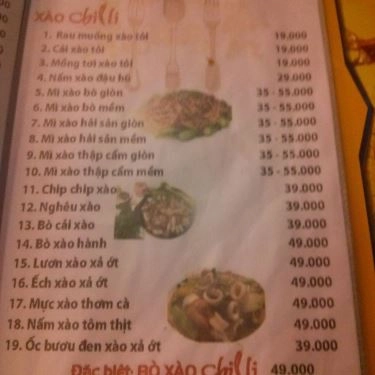 XÀO Chilli
1. Rau muống xào tỏi 19.000
2. Cải xào tỏi 19.000
3. Mồng tơi xào tỏi 19.000
4. Nấm xào đậu hũ 29.000
5. Mì xào bò giòn 35 - 55.000
6. Mì xào bò mềm 35 - 55.000
7. Mì xào hải sản giòn 35 - 55.000
8. Mì xào hải sản mềm 35 - 55.000
9. Mì xào thập cẩm giòn 35 - 55.000
10. Mì xào thập cẩm mềm 35 - 55.000
11. Chip chip xào 39.000
12. Nghêu xào 39.000
13. Bò cải xào 39.000
14. Bò xào hành 49.000
15. Lươn xào xả ớt 49.000
16. Ếch xào xả ớt 49.000
17. Mực xào thơm cà 49.000
18. Nấm xào tôm thịt 49.000
19. Ốc bươu đen xào xả ớt 39.000
Đặc biệt: BÒ XÀO Chilli 49.000